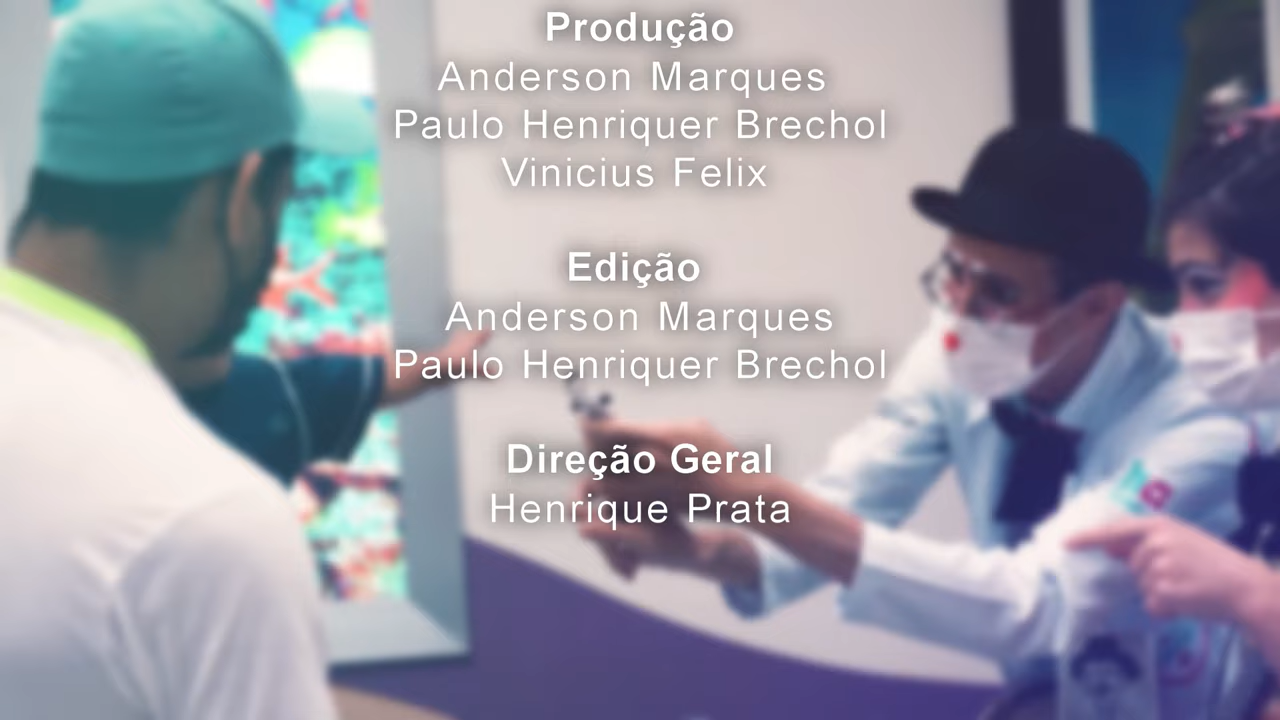 Produção
Anderson Marques
Paulo Henriquer Brechol
Vinicius Felix
Edição
Anderson Marques
Paulo Henriquer Brechol
Direção Geral
Henrique Prata